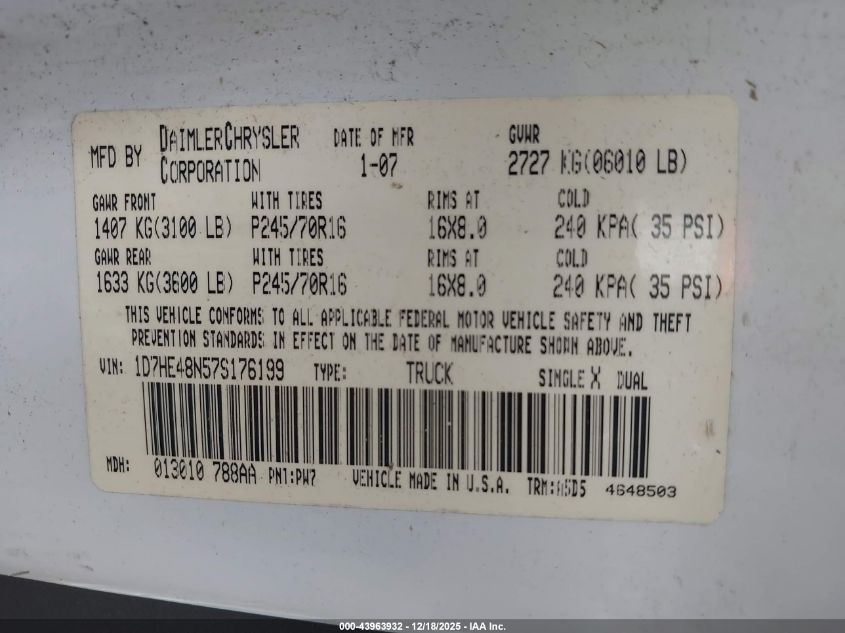 MFD BY DAIMLERCHRYSLER CORPORATION DATE OF MFR 1-07 GVWR 2727 KG(06010 LB)
GAWR FRONT WITH TIRES RIMS AT COLD
1407 KG(3100 LB) P245/70R16 16X8.0 240 KPA( 35 PSI)
GAWR REAR WITH TIRES RIMS AT COLD
1633 KG(3600 LB) P245/70R16 16X8.0 240 KPA( 35 PSI)
THIS VEHICLE CONFORMS TO ALL APPLICABLE FEDERAL MOTOR VEHICLE SAFETY AND THEFT
PREVENTION STANDARDS IN EFFECT ON THE DATE OF MANUFACTURE SHOWN ABOVE.
VIN: 1D7HE48N57S176199 TYPE: TRUCK SINGLE X DUAL
MDH: 013010 788AA PNT:PW7 VEHICLE MADE IN U.S.A. TRM:A5D5 4648503
000-43963932 - 12/18/2025 - IAA Inc.